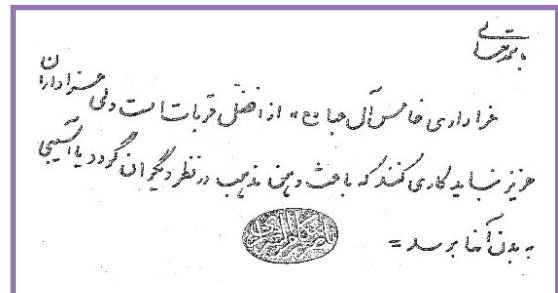 باسمه تعالی
عزاداری خامس آل عبا «ع» از افضل قربات است ولی عزاداران
عزیز نباید کاری کنند که باعث وهن مذهب در نظر دیگران گردد یا آسیبی
به بدن آنها برسد =